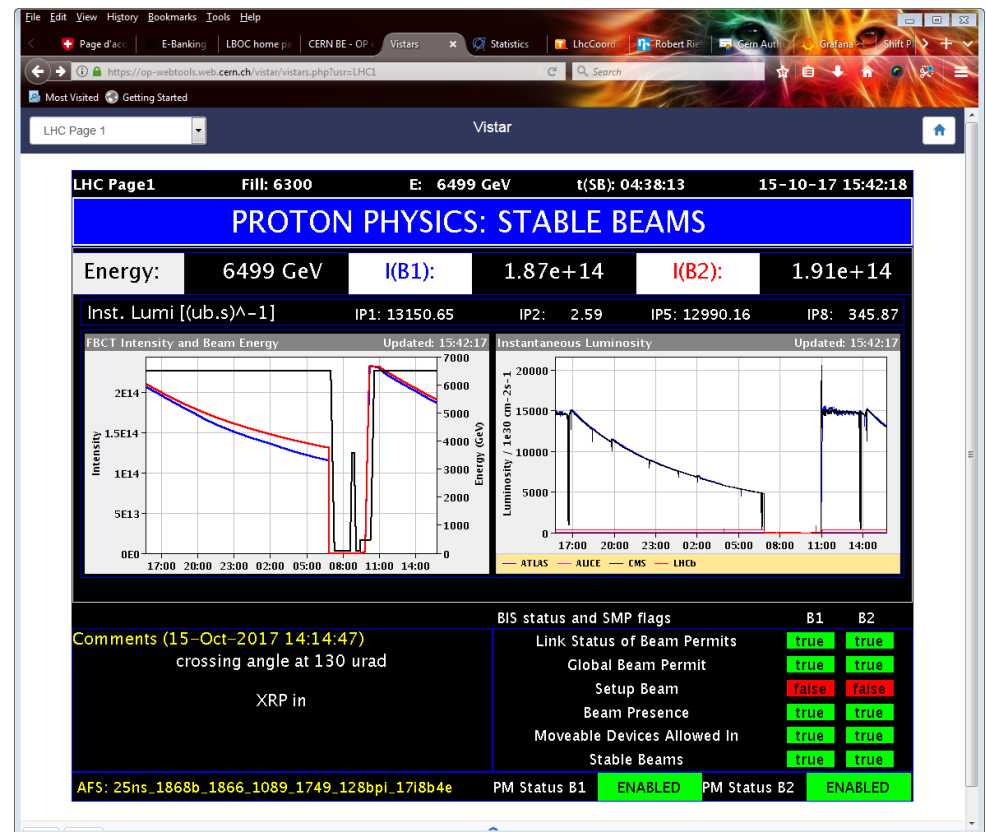 File Edit View History Bookmarks Tools Help
Page d'acc E-Banking LBOC home pa CERN BE - OP Vistars Statistics LhcCoordi Robert Rie Cern Auth Grafana Shift P
https://op-webtools.web.cern.ch/vistar/vistars.php?usr=LHC1 Search
Most Visited Getting Started
LHC Page 1 Vistar
LHC Page1 Fill: 6300 E: 6499 GeV t(SB): 04:38:13 15-10-17 15:42:18
PROTON PHYSICS: STABLE BEAMS
Energy: 6499 GeV I(B1): 1.87e+14 I(B2): 1.91e+14
Inst. Lumi [(ub.s)^-1] IP1: 13150.65 IP2: 2.59 IP5: 12990.16 IP8: 345.87
FBCT Intensity and Beam Energy Updated: 15:42:17 Instantaneous Luminosity Updated: 15:42:17
7000
6000
5000
4000
3000
2000
1000
0
2E14
1.5E14
1E14
5E13
0E0
Intensity
Energy (GeV)
17:00 20:00 23:00 02:00 05:00 08:00 11:00 14:00
20000
15000
10000
5000
0
Luminosity / 1e30 cm-2s-1
17:00 20:00 23:00 02:00 05:00 08:00 11:00 14:00
ATLAS ALICE CMS LHCb
BIS status and SMP flags B1 B2
Comments (15-Oct-2017 14:14:47)
crossing angle at 130 urad
XRP in
Link Status of Beam Permits true true
Global Beam Permit true true
Setup Beam false false
Beam Presence true true
Moveable Devices Allowed In true true
Stable Beams true true
AFS: 25ns_1868b_1866_1089_1749_128bpi_17i8b4e PM Status B1 ENABLED PM Status B2 ENABLED